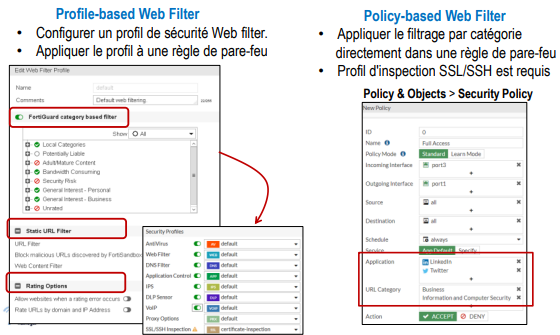 Profile-based Web Filter
• Configurer un profil de sécurité Web filter.
• Appliquer le profil à une règle de pare-feu
Edit Web Filter Profile
Name default
Comments Default web filtering
FortiGuard category based filter
Show All
Local Categories
Potentially Liable
Adult/Mature Content
Bandwidth Consuming
Security Risk
General Interest - Personal
General Interest - Business
Unrated
Static URL Filter
URL Filter
Block malicious URLs discovered by FortiSandbox
Web Content Filter
Rating Options
Allow websites when a rating error occurs
Rate URLs by domain and IP Address
Security Profiles
AntiVirus AV default
Web Filter WEB default
DNS Filter DNS default
Application Control APP default
IPS IPS default
DLP Sensor DLP default
VoIP VOIP default
Proxy Options default
SSL/SSH Inspection SSL certificate-inspection
Policy-based Web Filter
• Appliquer le filtrage par catégorie
directement dans une règle de pare-feu
• Profil d'inspection SSL/SSH est requis
Policy & Objects > Security Policy
New Policy
ID 0
Name Full Access
Policy Mode Standard Learn Mode
Incoming Interface port3 ✖
+
Outgoing Interface port1 ✖
+
Source all ✖
+
Destination all ✖
+
Schedule always
Service App Default Specify
Application LinkedIn ✖
Twitter ✖
+
URL Category Business ✖
Information and Computer Security ✖
+
Action ✔ ACCEPT ⊘ DENY